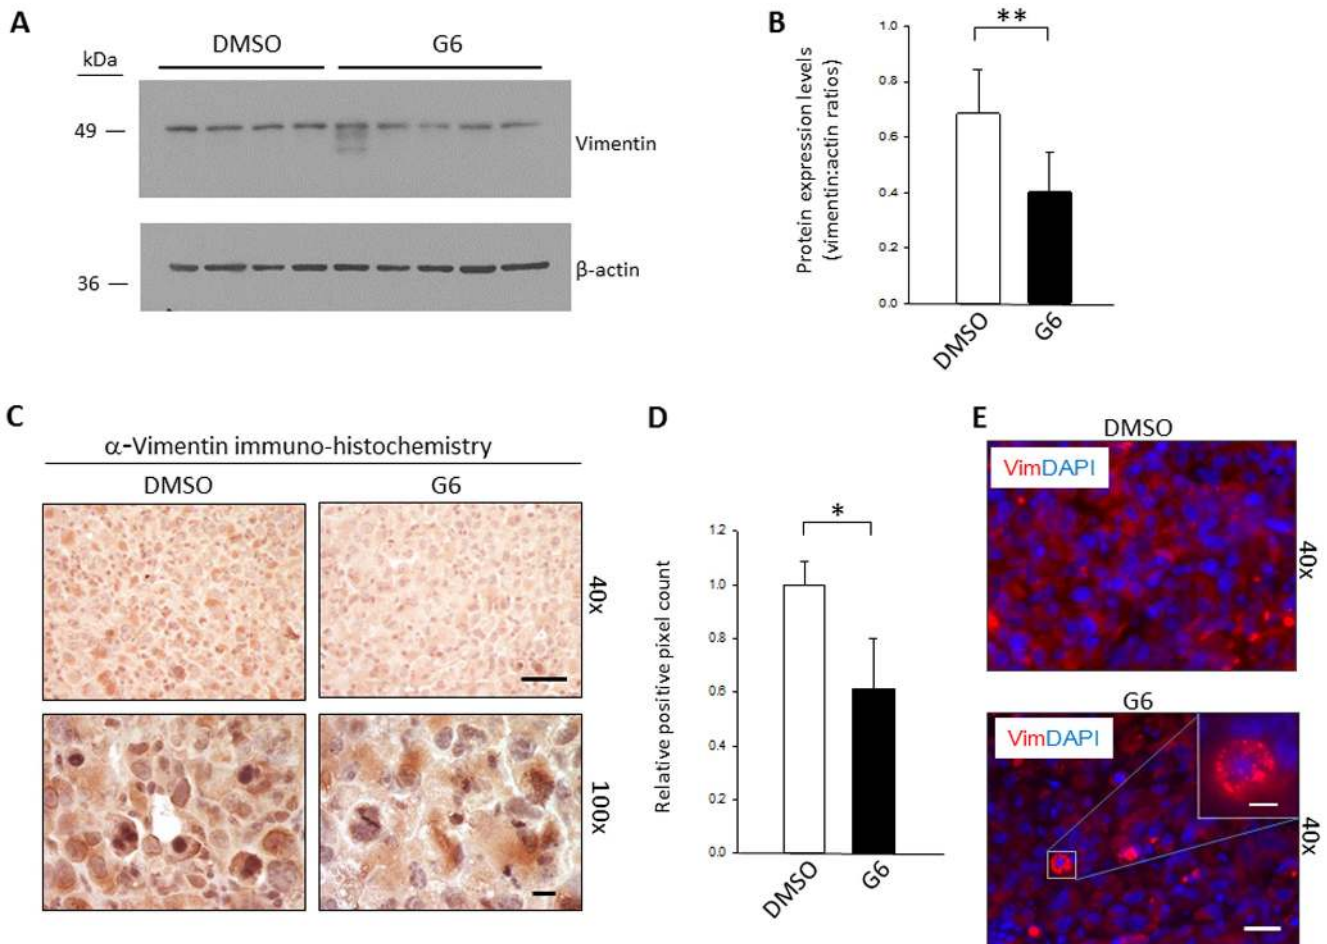 A
kDa
DMSO
G6
49
Vimentin
36
β-actin
B
**
Protein expression levels
(vimentin:actin ratios)
1.0
0.8
0.6
0.4
0.2
0.0
DMSO
G6
C
α-Vimentin immuno-histochemistry
DMSO
G6
40x
100x
D
*
Relative positive pixel count
1.2
1.0
0.8
0.6
0.4
0.2
0.0
DMSO
G6
E
DMSO
VimDAPI
40x
G6
VimDAPI
40x